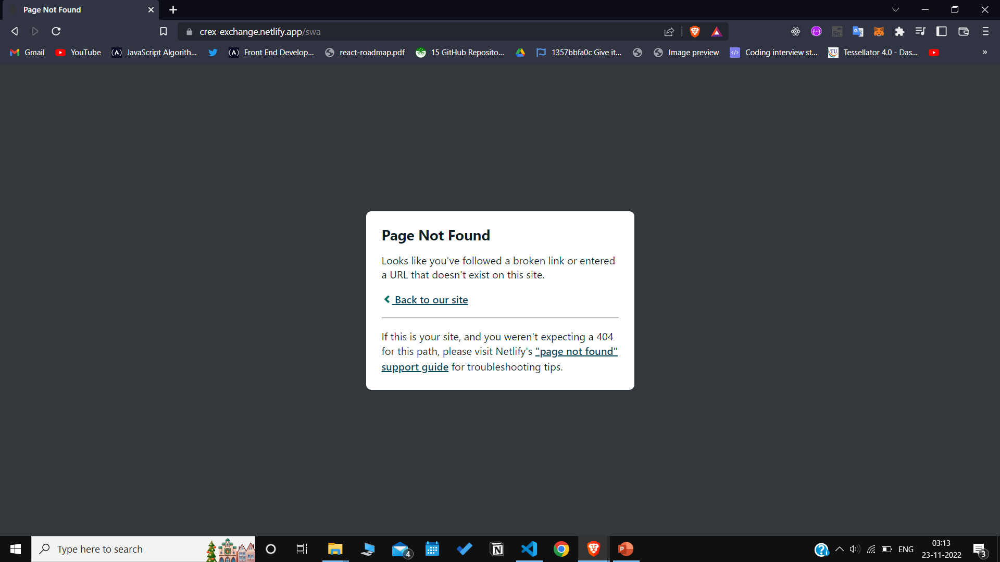 Page Not Found
crex-exchange.netlify.app/swa
Gmail YouTube JavaScript Algorith... Front End Develop... react-roadmap.pdf 15 GitHub Reposito... 1357bbfa0c Give it... Image preview Coding interview st... TU Tessellator 4.0 - Das... »
Page Not Found
Looks like you've followed a broken link or entered
a URL that doesn't exist on this site.
Back to our site
If this is your site, and you weren't expecting a 404
for this path, please visit Netlify's "page not found"
support guide for troubleshooting tips.
Type here to search
4
ENG
03:13
23-11-2022
3